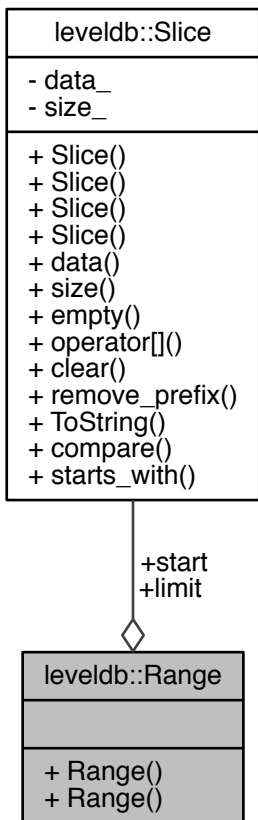 leveldb::Slice
- data_
- size_
+ Slice()
+ Slice()
+ Slice()
+ Slice()
+ data()
+ size()
+ empty()
+ operator[]()
+ clear()
+ remove_prefix()
+ ToString()
+ compare()
+ starts_with()
+start
+limit
leveldb::Range
+ Range()
+ Range()